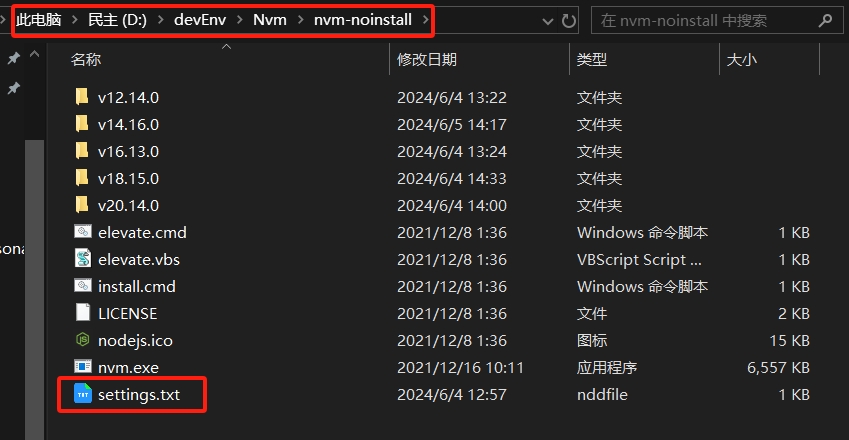 此电脑 > 民主 (D:) > devEnv > Nvm > nvm-noinstall >
在 nvm-noinstall 中搜索
名称 修改日期 类型 大小
v12.14.0 2024/6/4 13:22 文件夹
v14.16.0 2024/6/5 14:17 文件夹
v16.13.0 2024/6/4 13:24 文件夹
v18.15.0 2024/6/4 14:33 文件夹
v20.14.0 2024/6/4 14:00 文件夹
elevate.cmd 2021/12/8 1:36 Windows 命令脚本 1 KB
sona
elevate.vbs 2021/12/8 1:36 VBScript Script ... 1 KB
install.cmd 2021/12/8 1:36 Windows 命令脚本 1 KB
LICENSE 2021/12/8 1:36 文件 2 KB
nodejs.ico 2021/12/8 1:36 图标 15 KB
nvm.exe 2021/12/16 10:11 应用程序 6,557 KB
settings.txt 2024/6/4 12:57 nddfile 1 KB